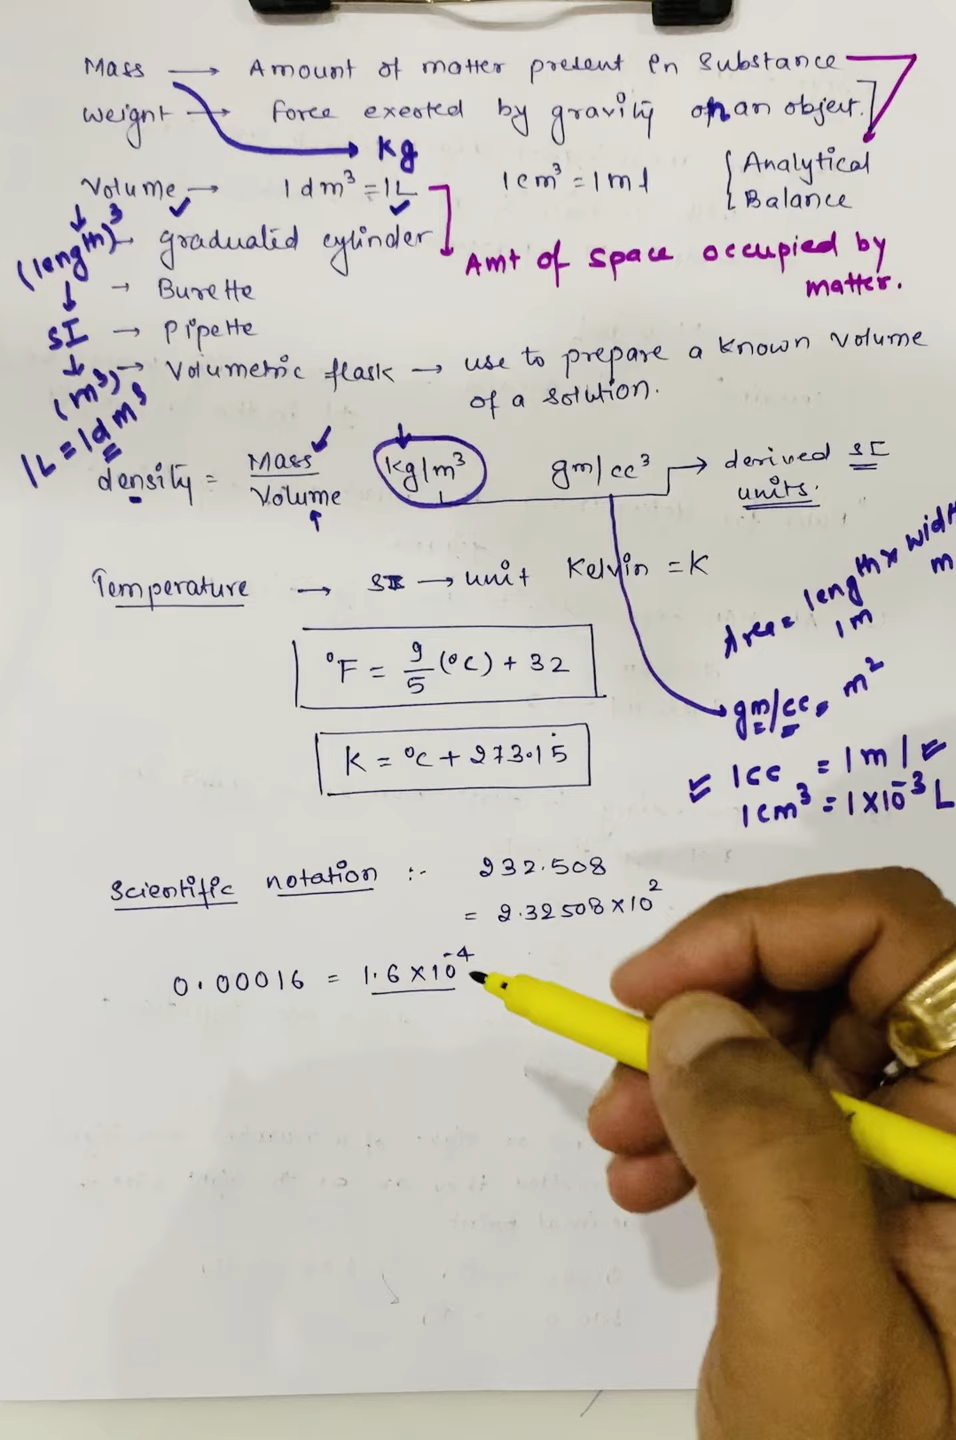 Mass → Amount of matter present in substance
Weight → Force exerted by gravity on an object.
Kg
Volume → 1 dm³ = 1L 1cm³ = 1ml
{ Analytical
Balance
(length)³
→ graduated cylinder
Amt of space occupied by
matter.
→ Burette
SI → Pipette
(m³) → Volumetric flask → use to prepare a known volume
of a solution.
1L = 1dm³
density = Mass / Volume kg/m³ gm/cc³ → derived SI
units.
Temperature → SI → unit Kelvin = K
Area = length × width
1m m
°F = 9/5 (°C) + 32
m²
gm/cc
K = °C + 273.15
1cc = 1ml
1cm³ = 1×10⁻³ L
Scientific notation :- 232.508
= 2.32508 × 10²
0.00016 = 1.6 × 10⁻⁴